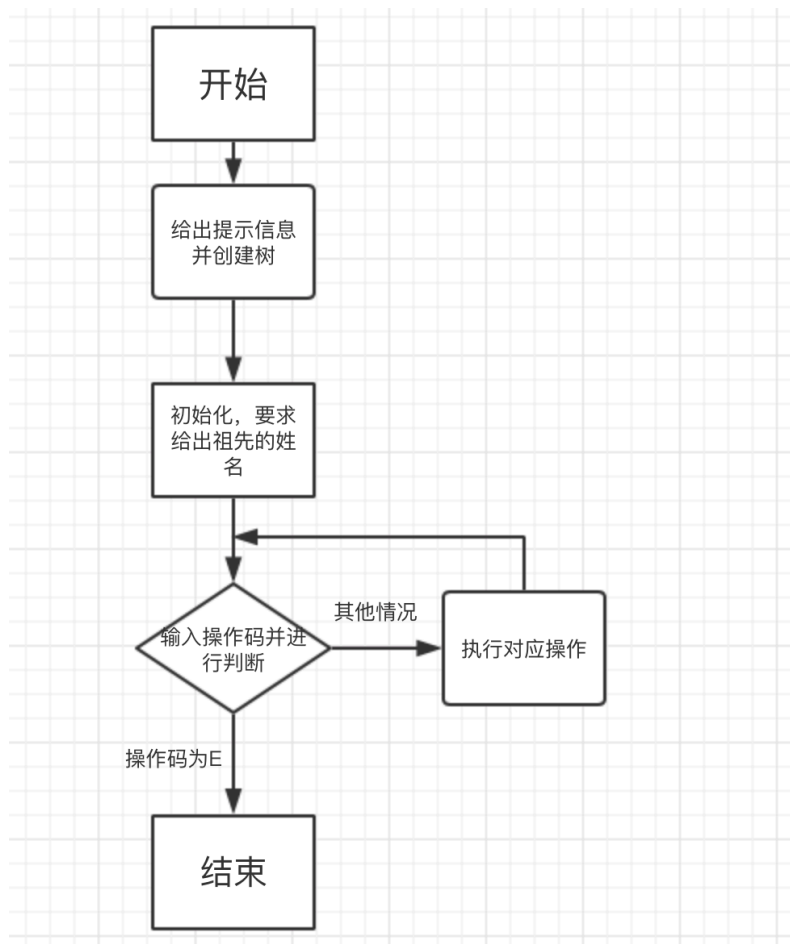 开始
给出提示信息
并创建树
初始化，要求
给出祖先的姓
名
其他情况
输入操作码并进
行判断
执行对应操作
操作码为E
结束